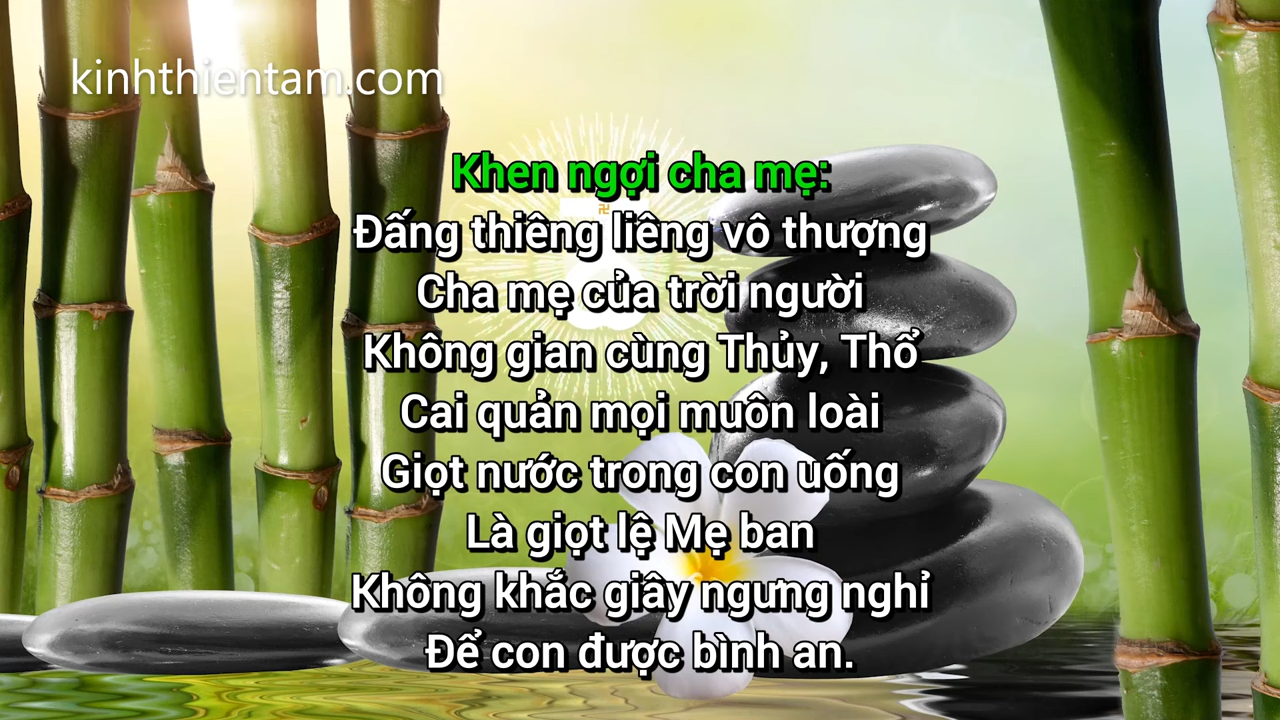 kinhthientam.com
Khen ngợi cha mẹ:
卍
Đấng thiêng liêng vô thượng
Cha mẹ của trời người
Không gian cùng Thủy, Thổ
Cai quản mọi muôn loài
Giọt nước trong con uống
Là giọt lệ Mẹ ban
Không khắc giây ngưng nghỉ
Để con được bình an.